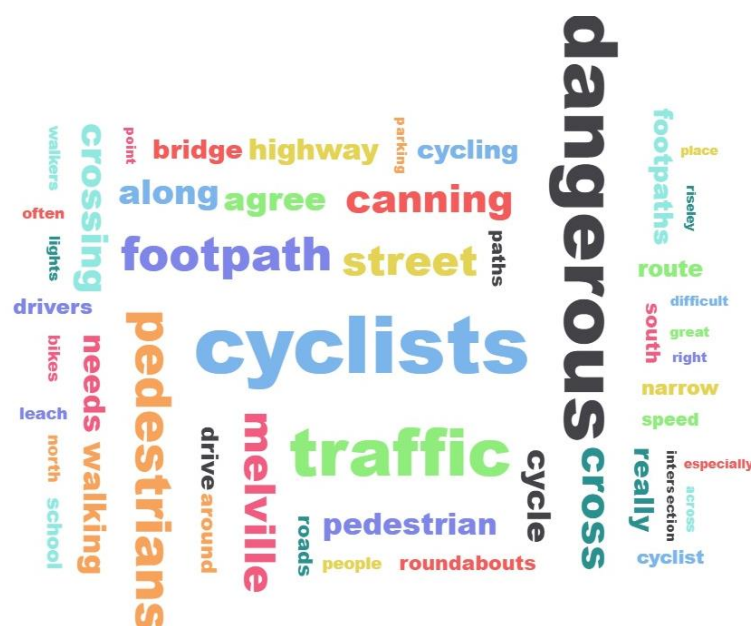 dangerous
walkers
crossing
point
bridge
highway
parking
cycling
footpaths
place
along
agree
canning
riseley
often
lights
footpath
street
paths
route
drivers
difficult
south
great
right
cyclists
bikes
needs
pedestrians
narrow
leach
melville
traffic
speed
north
walking
drive
around
cycle
cross
really
intersection
especially
across
school
roads
pedestrian
people
roundabouts
cyclist